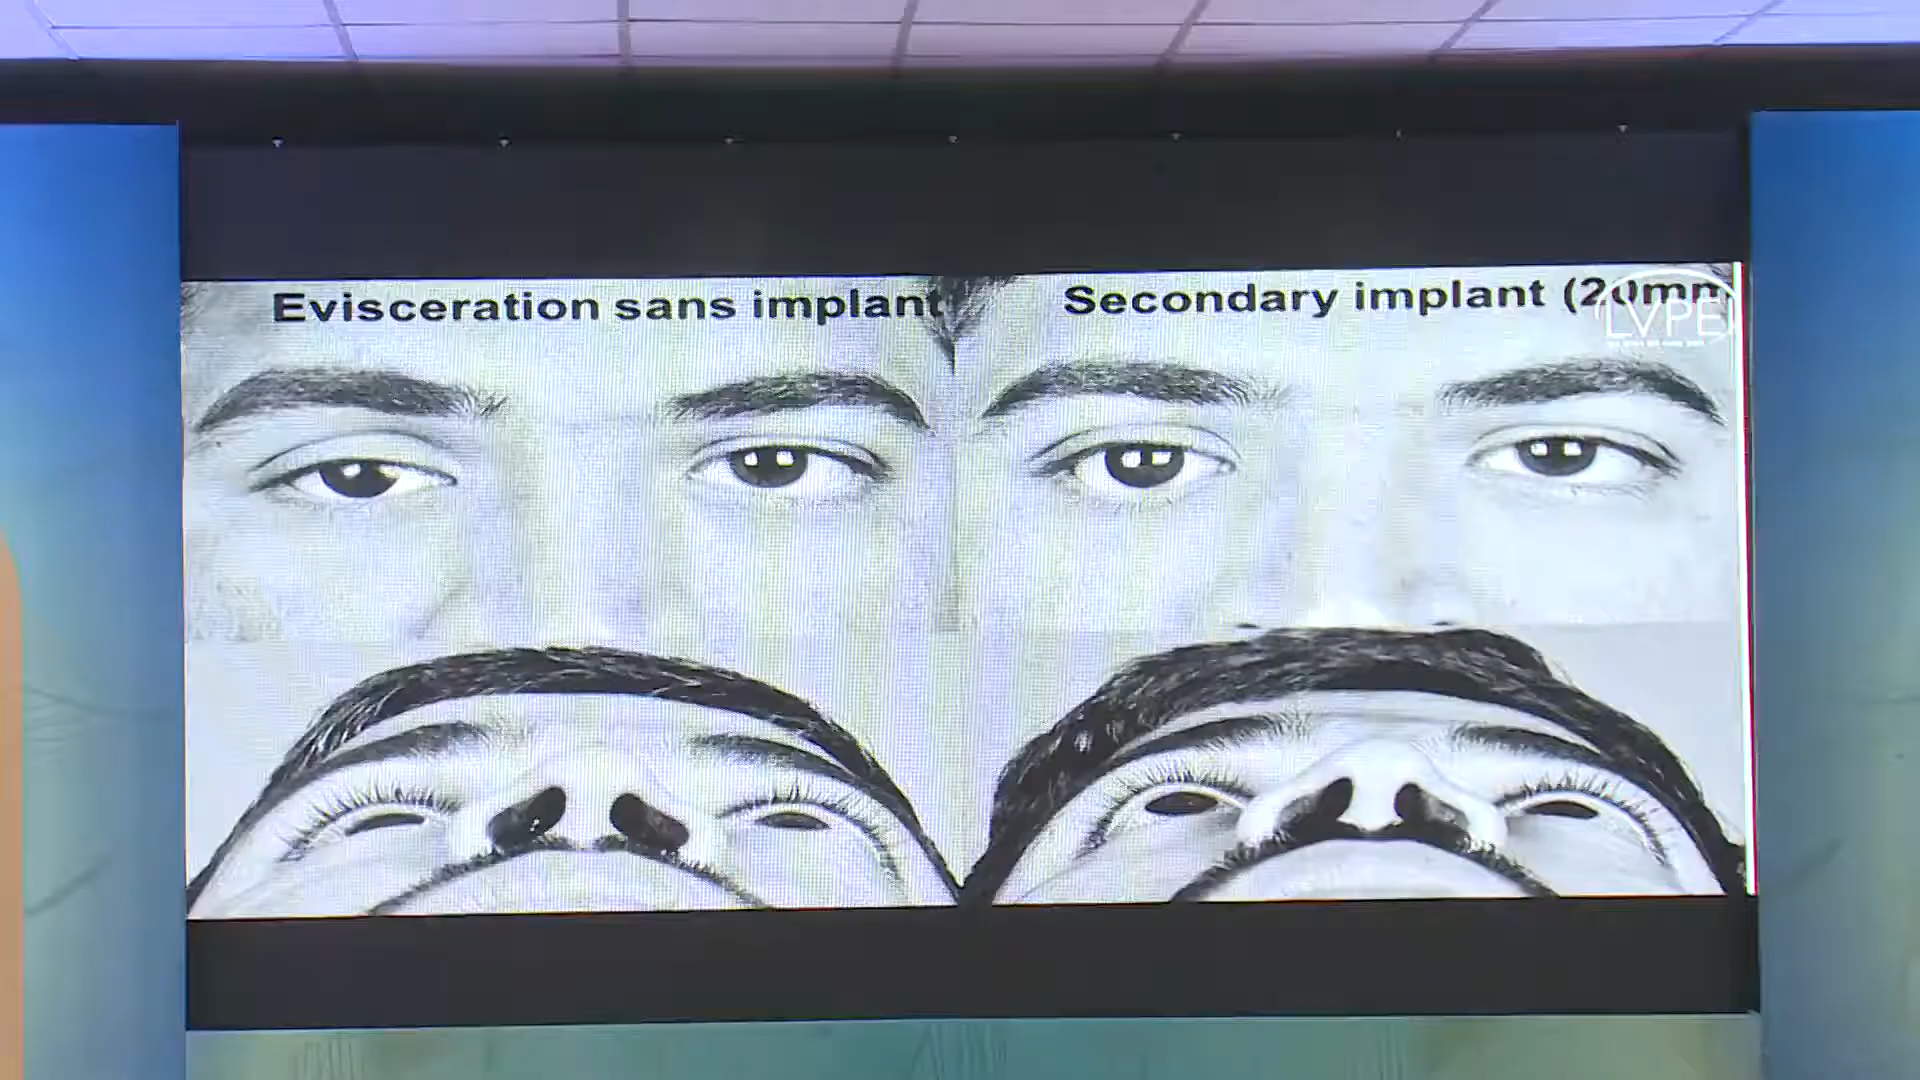 Evisceration sans implant
Secondary implant (20mm
LVPEI